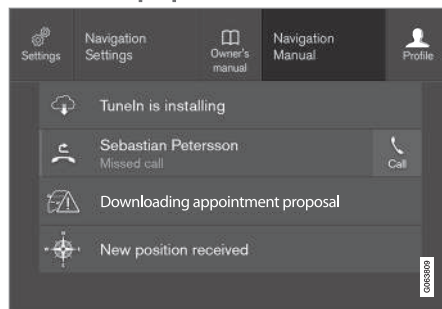 Settings
Navigation
Settings
Owner's
manual
Navigation
Manual
Profile
TuneIn is installing
Sebastian Petersson
Missed call
Call
Downloading appointment proposal
New position received
G063809